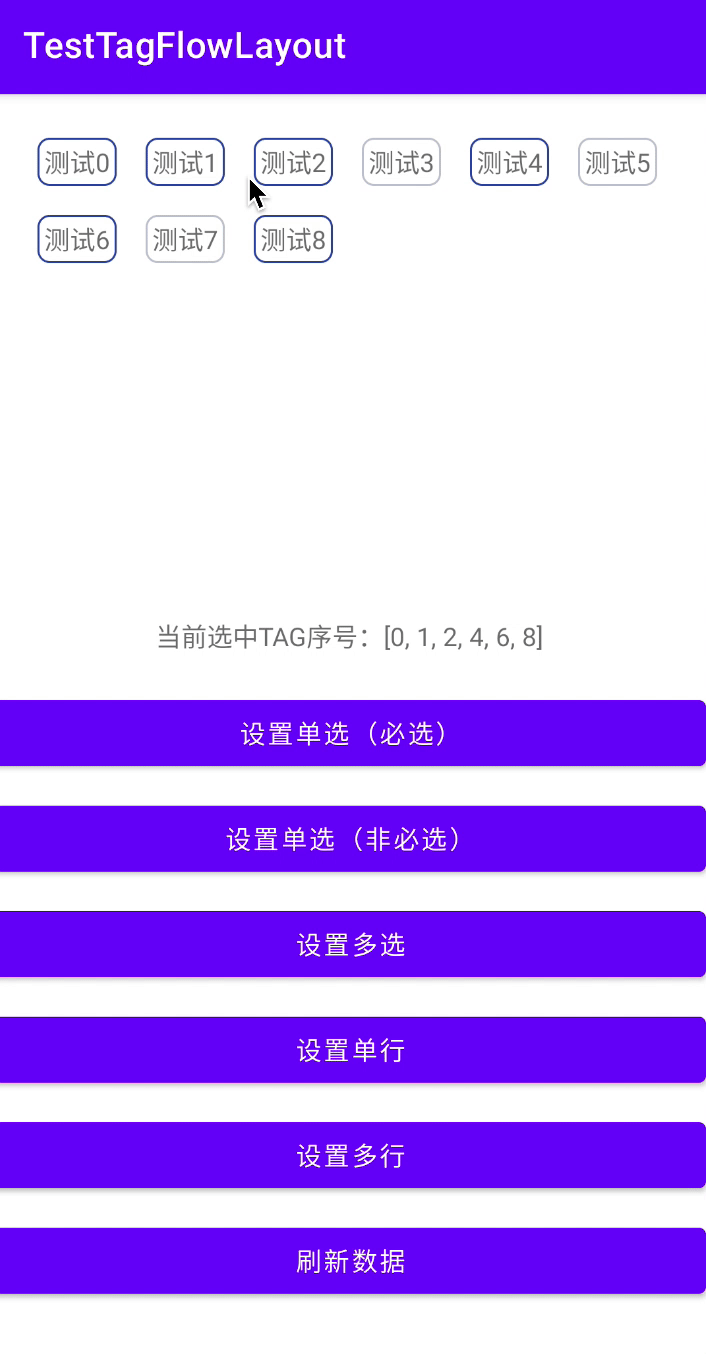 TestTagFlowLayout
测试0 测试1 测试2 测试3 测试4 测试5
测试6 测试7 测试8
当前选中TAG序号：[0, 1, 2, 4, 6, 8]
设置单选（必选）
设置单选（非必选）
设置多选
设置单行
设置多行
刷新数据